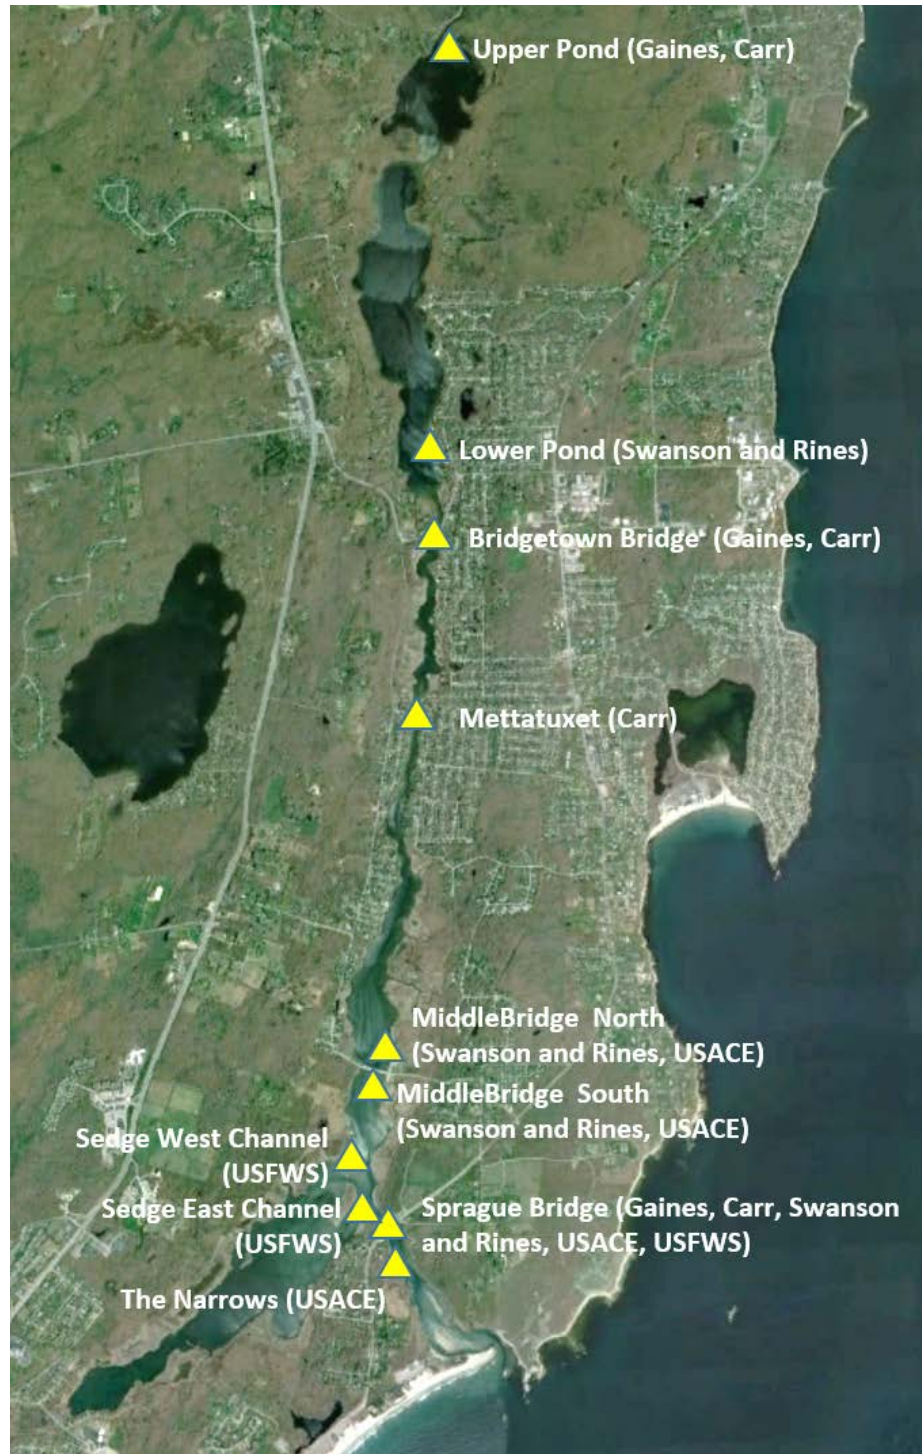 Upper Pond (Gaines, Carr)
Lower Pond (Swanson and Rines)
Bridgetown Bridge (Gaines, Carr)
Mettatuxet (Carr)
MiddleBridge North
(Swanson and Rines, USACE)
MiddleBridge South
(Swanson and Rines, USACE)
Sedge West Channel
(USFWS)
Sedge East Channel
(USFWS)
Sprague Bridge (Gaines, Carr, Swanson
and Rines, USACE, USFWS)
The Narrows (USACE)